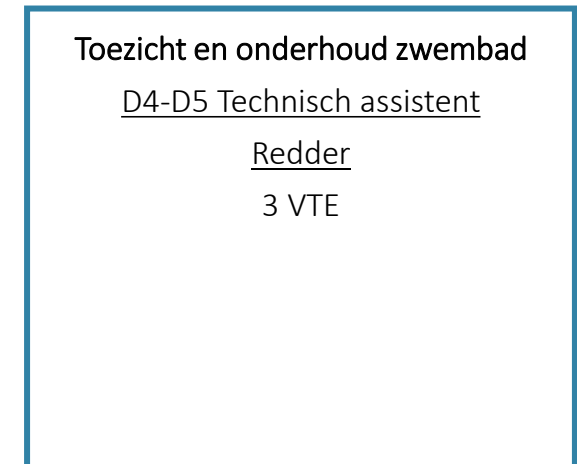 Toezicht en onderhoud zwembad
D4-D5 Technisch assistent
Redder
3 VTE